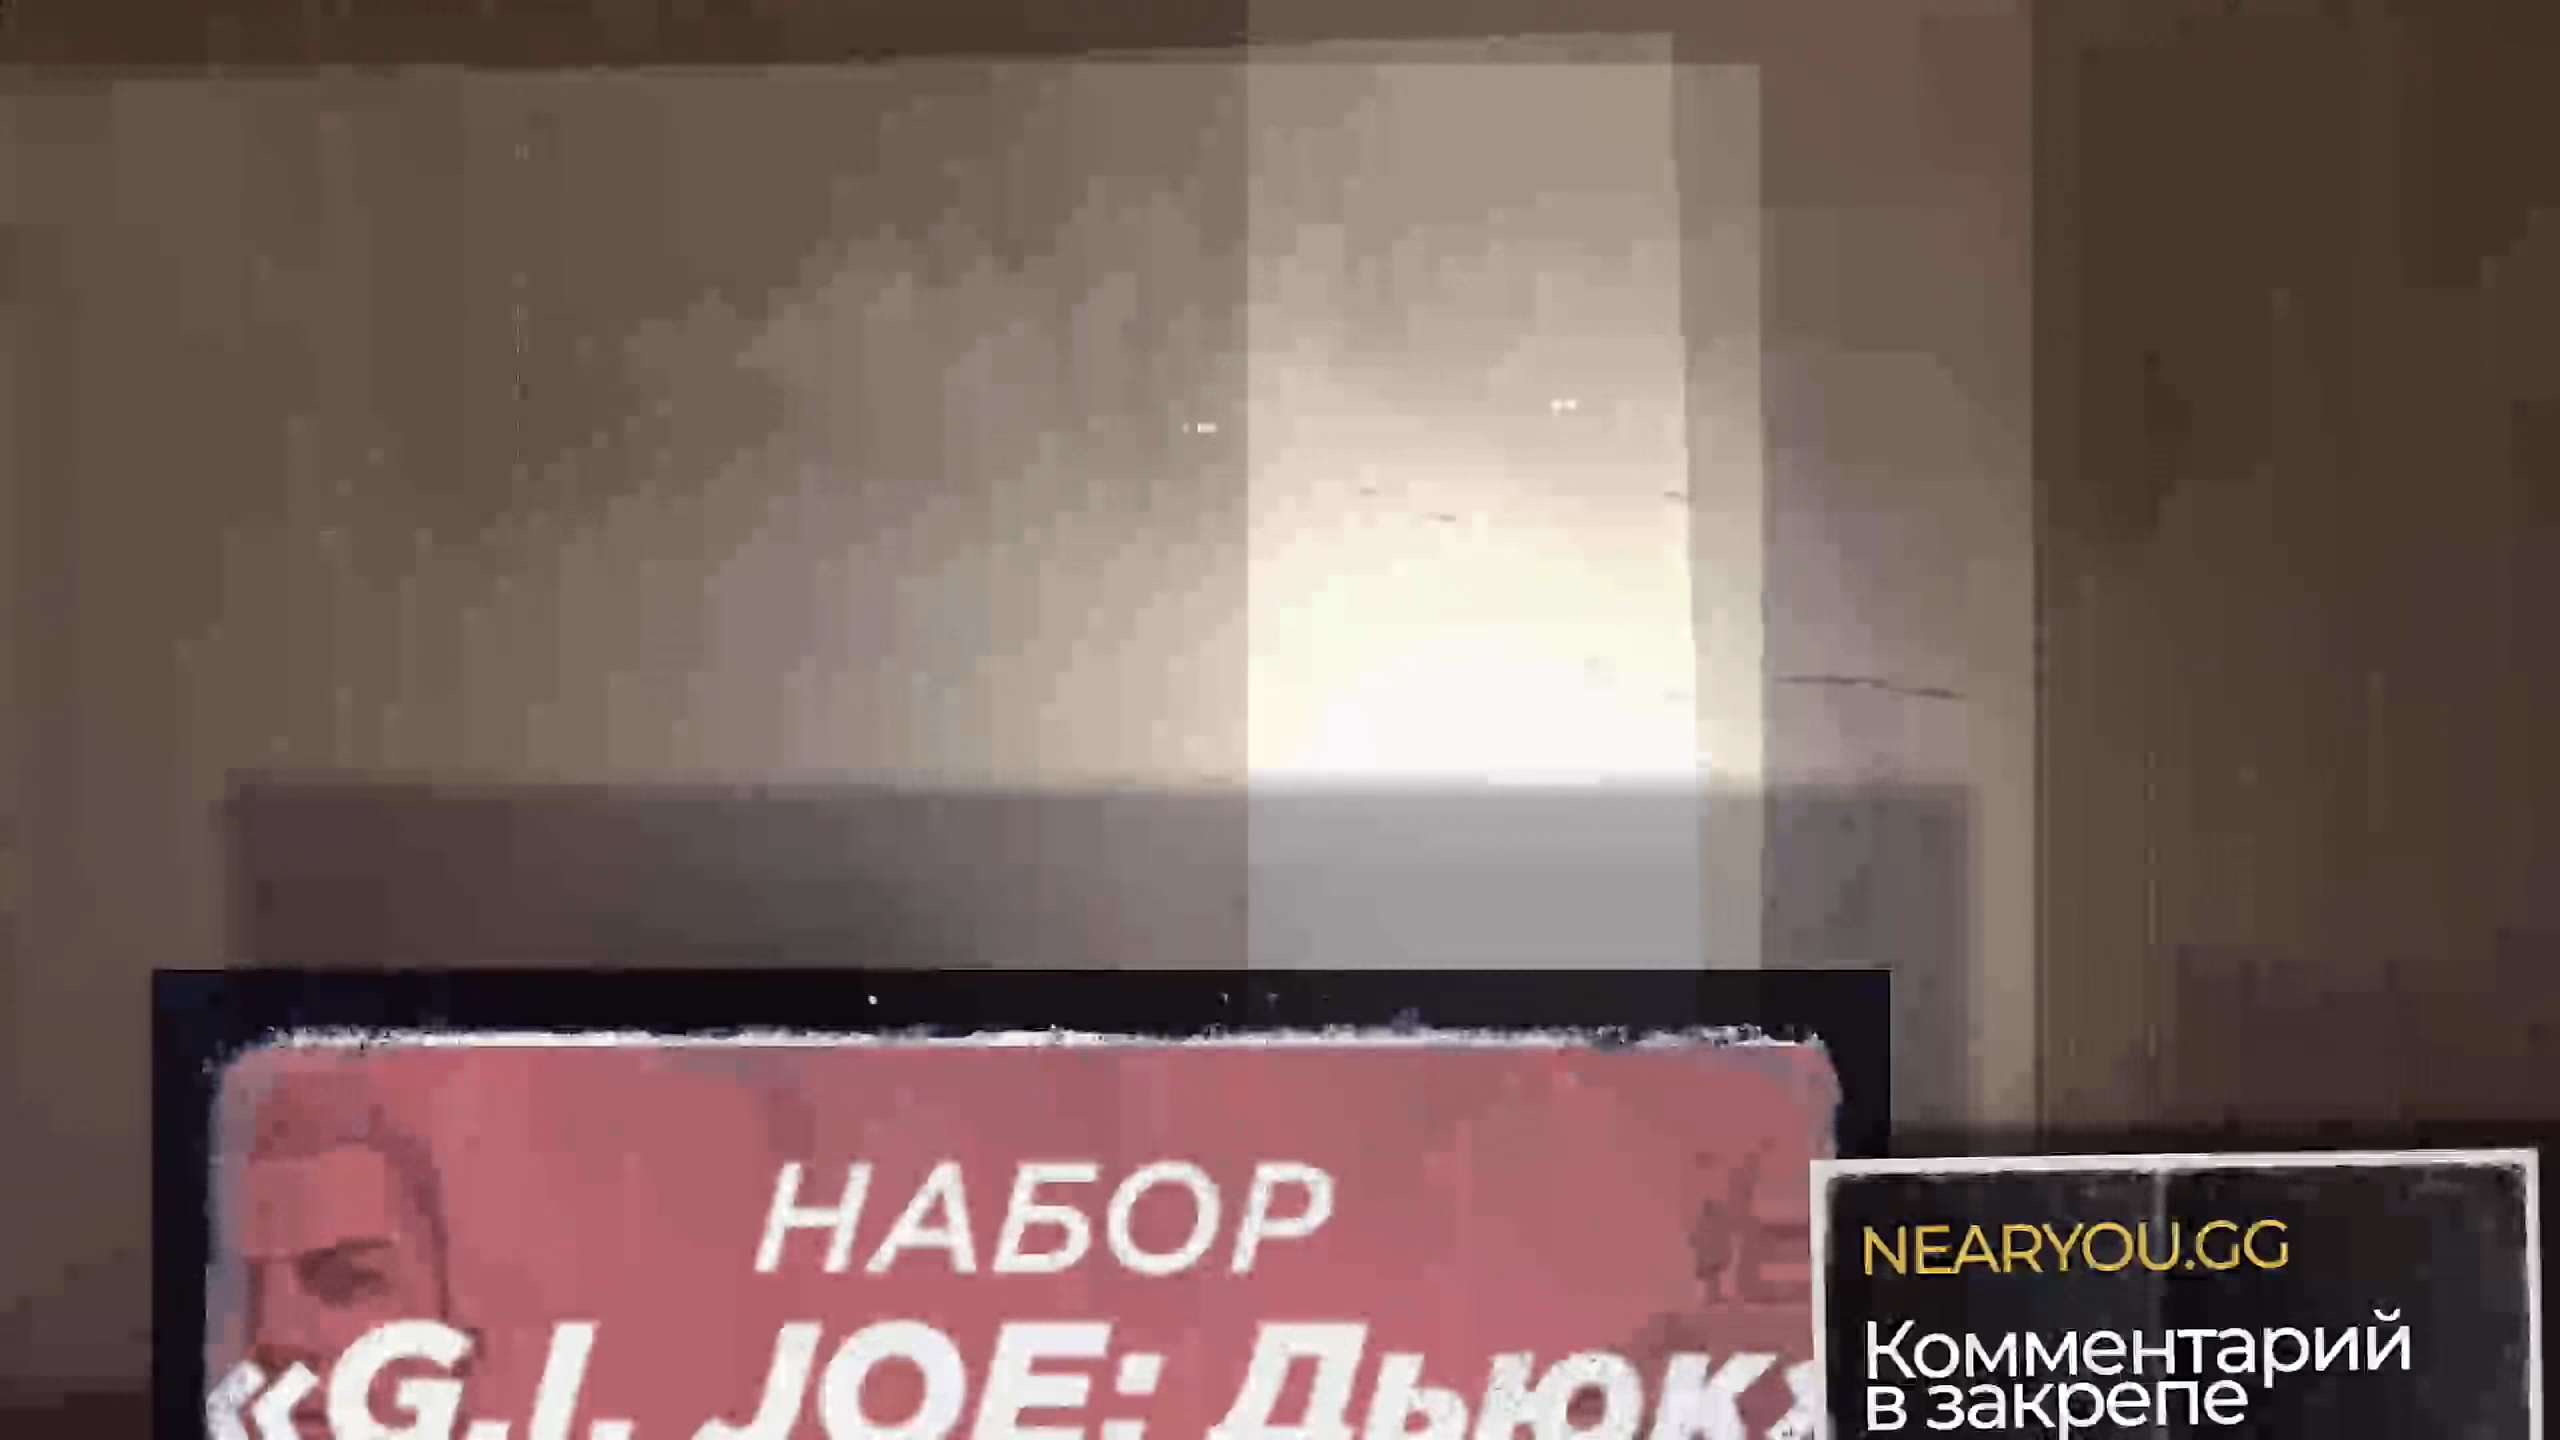 НАБОР
«G.I. JOE: Дьюк»
NEARYOU.GG
Комментарий
в закрепе